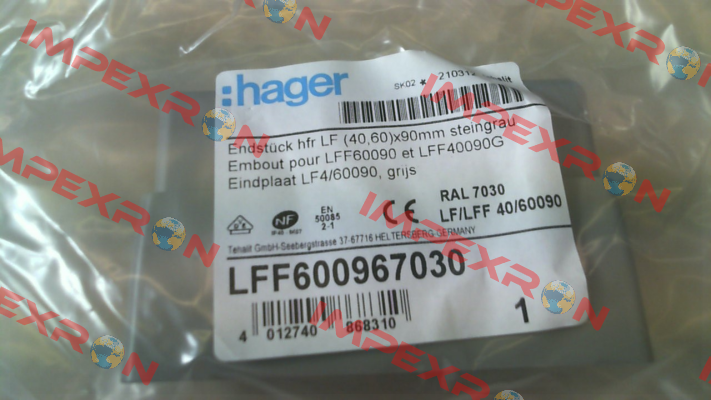 :hager
SK02 * 210312
Endstück hfr LF (40,60)x90mm steingrau
Embout pour LFF60090 et LFF40090G
Eindplaat LF4/60090, grijs
RAL 7030
LF/LFF 40/60090
EN
50085
2-1
NF
CE
Tehalit GmbH-Seebergstrasse 37-67716 HELTERSBERG-GERMANY
LFF600967030
4 012740 868310
1
IMPEXRON
IMPEXRON
IMPEXRON
IMPEXRON
IMPEXRON